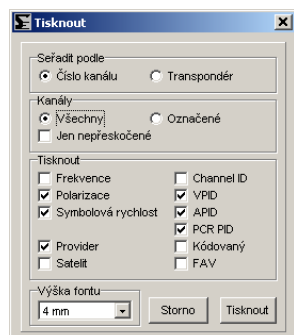 Tisknout
Seřadit podle
Číslo kanálu Transpondér
Kanály
Všechny Označené
Jen nepřeskočené
Tisknout
Frekvence Channel ID
Polarizace VPID
Symbolová rychlost APID
PCR PID
Provider Kódovaný
Satelit FAV
Výška fontu
4 mm Storno Tisknout